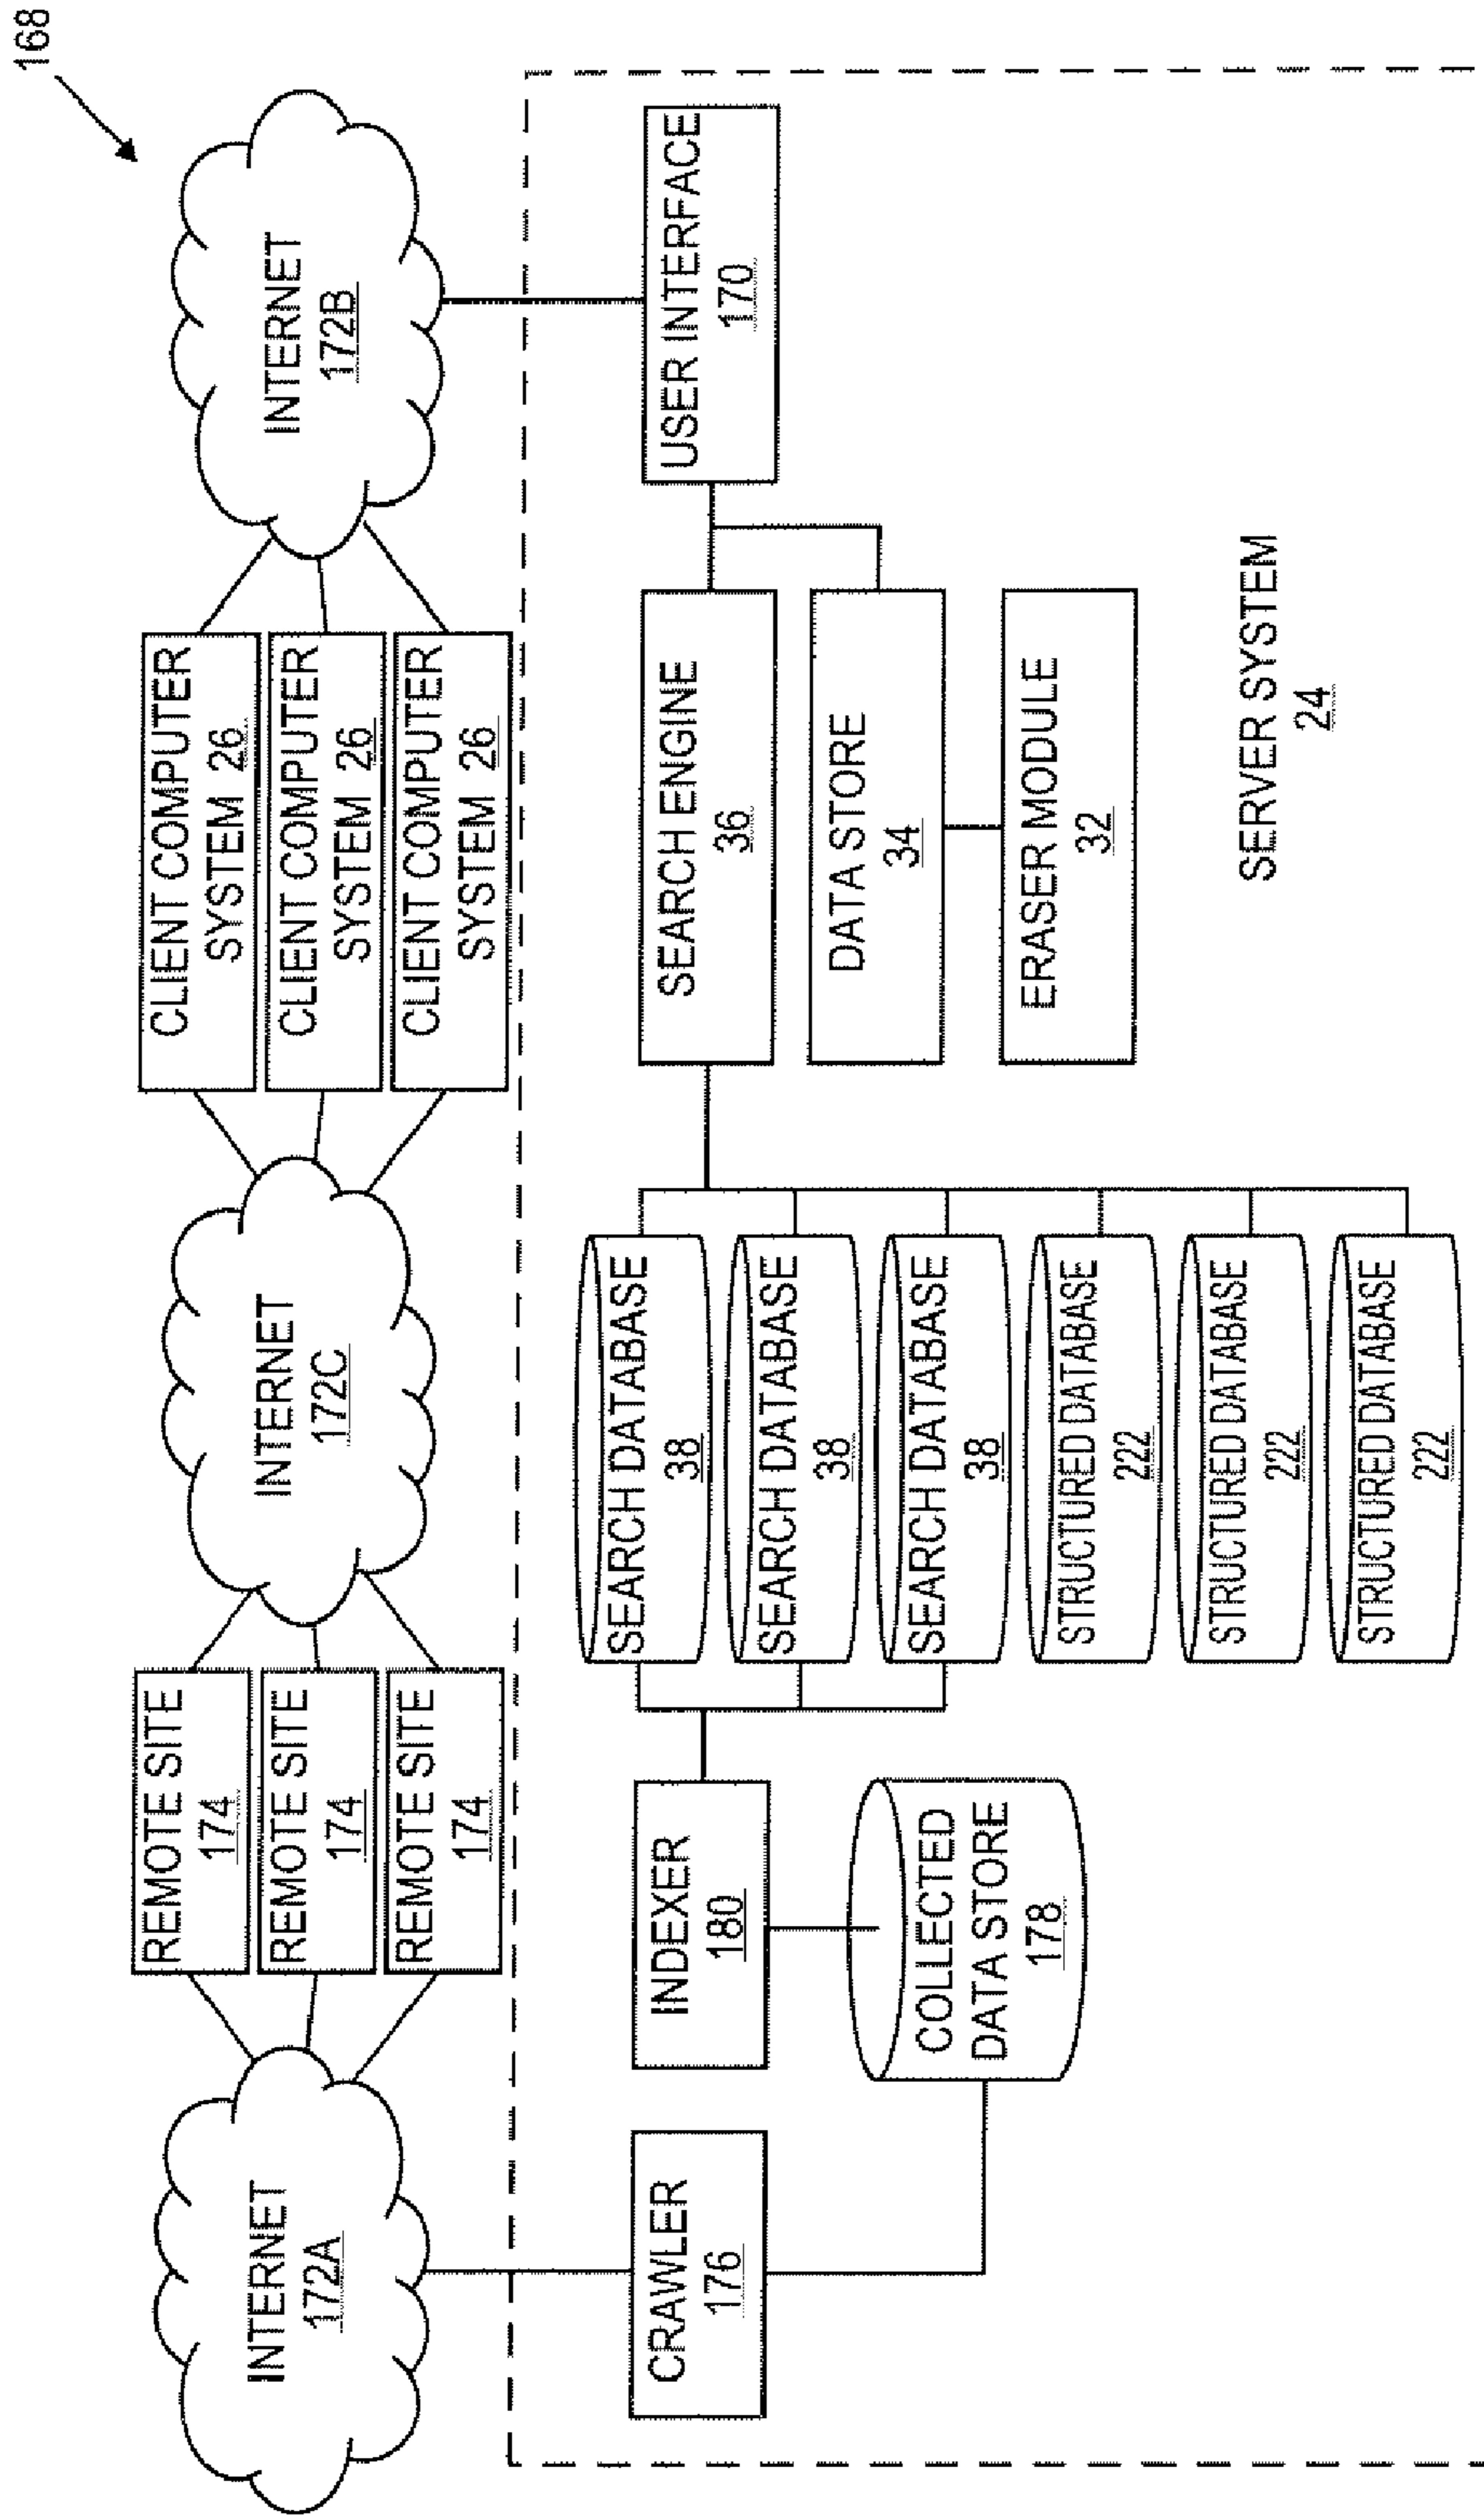 168
INTERNET
172A
REMOTE SITE
174
REMOTE SITE
174
REMOTE SITE
174
INTERNET
172C
CLIENT COMPUTER
SYSTEM 26
CLIENT COMPUTER
SYSTEM 26
CLIENT COMPUTER
SYSTEM 26
INTERNET
172B
CRAWLER
176
INDEXER
180
COLLECTED
DATA STORE
178
SEARCH DATABASE
38
SEARCH DATABASE
38
SEARCH DATABASE
38
STRUCTURED DATABASE
222
STRUCTURED DATABASE
222
STRUCTURED DATABASE
222
SEARCH ENGINE
36
DATA STORE
34
ERASER MODULE
32
USER INTERFACE
170
SERVER SYSTEM
24